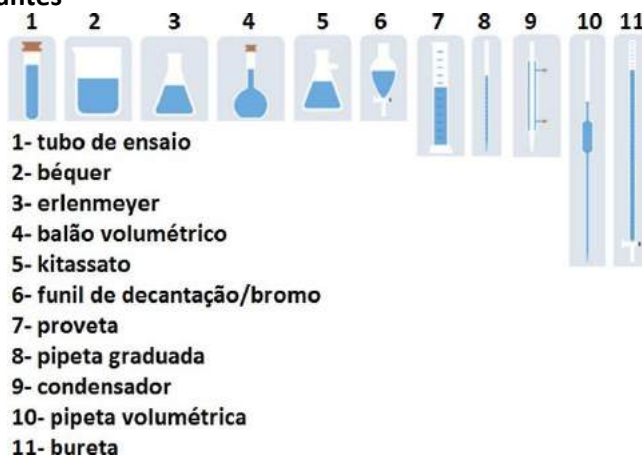 1 2 3 4 5 6 7 8 9 10 11
1- tubo de ensaio
2- béquer
3- erlenmeyer
4- balão volumétrico
5- kitassato
6- funil de decantação/bromo
7- proveta
8- pipeta graduada
9- condensador
10- pipeta volumétrica
11- bureta